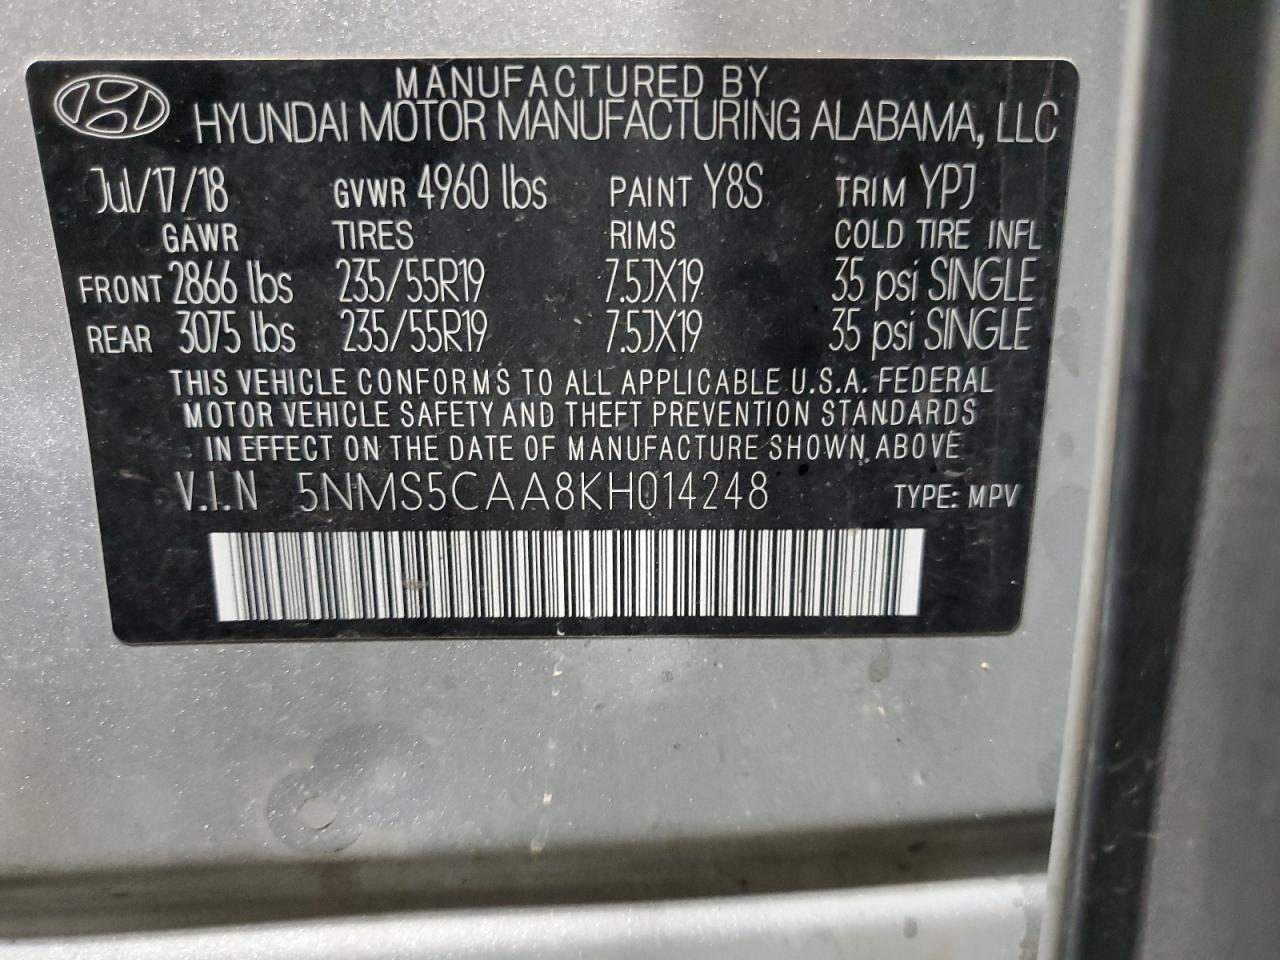 MANUFACTURED BY
HYUNDAI MOTOR MANUFACTURING ALABAMA, LLC
Jul/17/18 GVWR 4960 lbs PAINT Y8S TRIM YPJ
GAWR TIRES RIMS COLD TIRE INFL
FRONT 2866 lbs 235/55R19 7.5JX19 35 psi SINGLE
REAR 3075 lbs 235/55R19 7.5JX19 35 psi SINGLE
THIS VEHICLE CONFORMS TO ALL APPLICABLE U.S.A. FEDERAL
MOTOR VEHICLE SAFETY AND THEFT PREVENTION STANDARDS
IN EFFECT ON THE DATE OF MANUFACTURE SHOWN ABOVE
V.I.N 5NMS5CAA8KH014248 TYPE: MPV